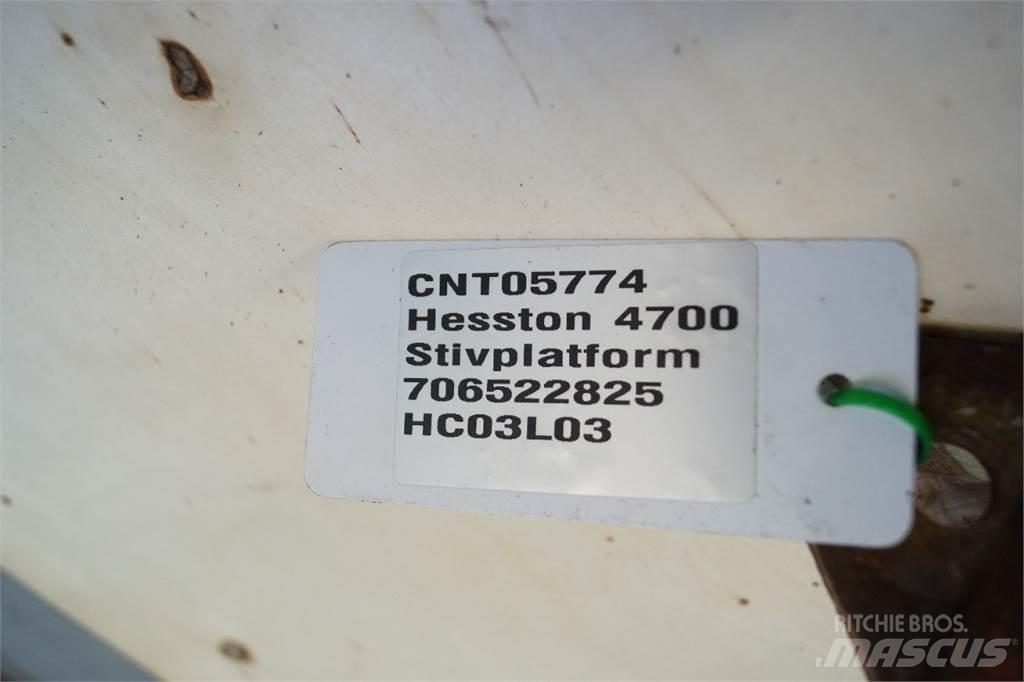 CNT05774
Hesston 4700
Stivplatform
706522825
HC03L03
RITCHIE BROS.
MASCUS